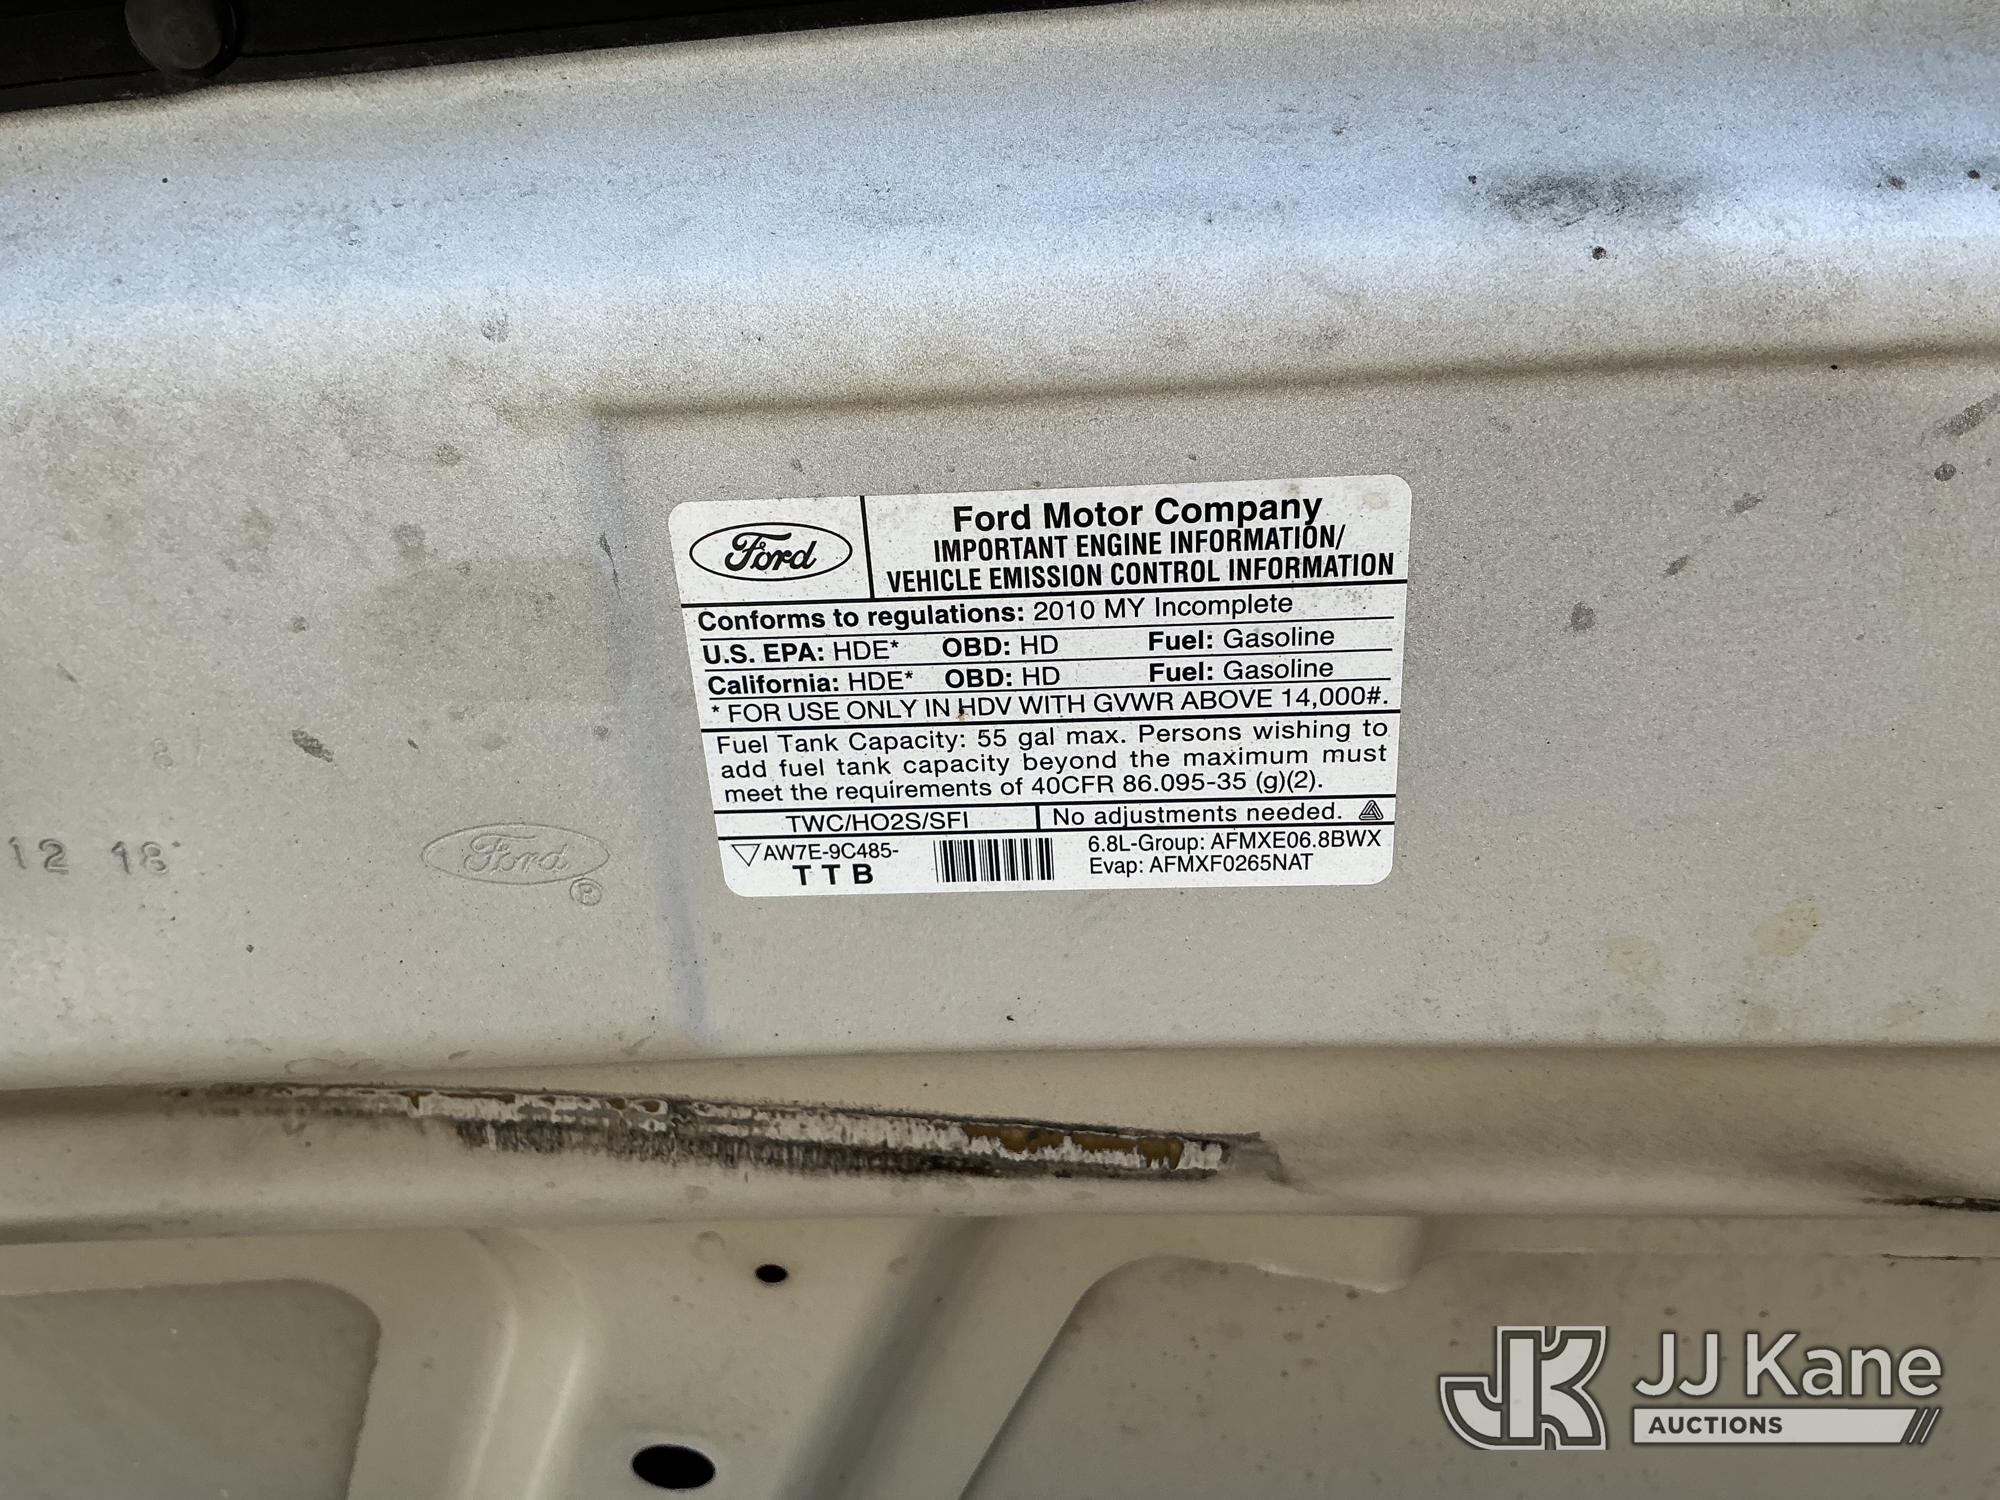 Ford
Ford Motor Company
IMPORTANT ENGINE INFORMATION/
VEHICLE EMISSION CONTROL INFORMATION
Conforms to regulations: 2010 MY Incomplete
U.S. EPA: HDE* OBD: HD Fuel: Gasoline
California: HDE* OBD: HD Fuel: Gasoline
* FOR USE ONLY IN HDV WITH GVWR ABOVE 14,000#.
Fuel Tank Capacity: 55 gal max. Persons wishing to
add fuel tank capacity beyond the maximum must
meet the requirements of 40CFR 86.095-35 (g)(2).
TWC/HO2S/SFI No adjustments needed.
AW7E-9C485-
T T B
6.8L-Group: AFMXE06.8BWX
Evap: AFMXF0265NAT
12 18
Ford ®
JK
JJ Kane
AUCTIONS